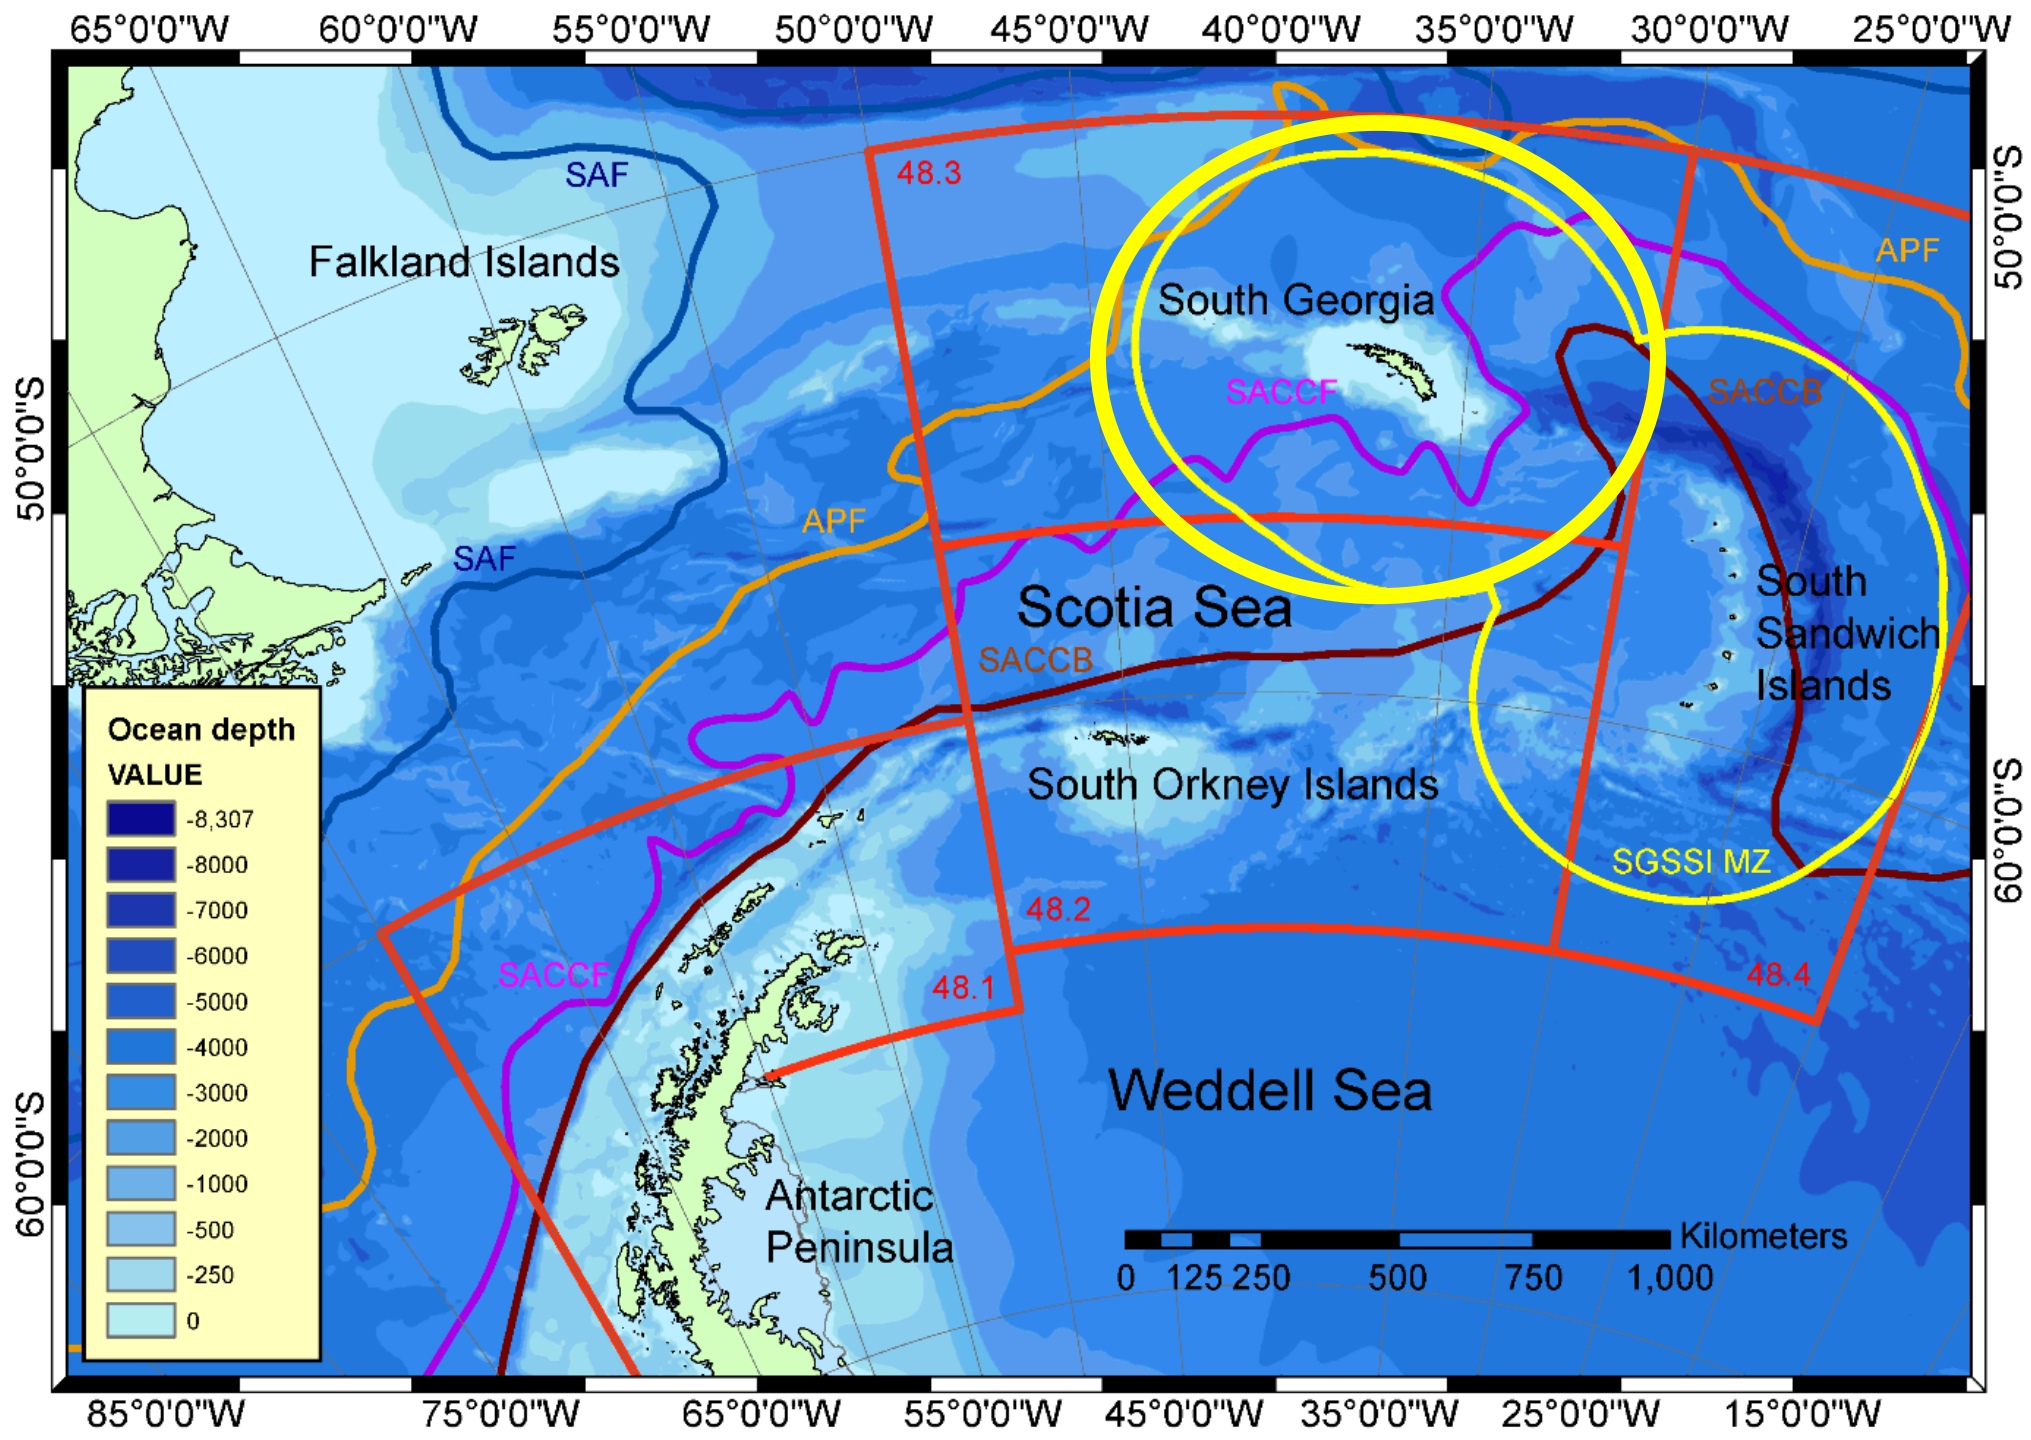 65°0'0"W 60°0'0"W 55°0'0"W 50°0'0"W 45°0'0"W 40°0'0"W 35°0'0"W 30°0'0"W 25°0'0"W
50°0'0"S
50°0'0"S
60°0'0"S
60°0'0"S
SAF
48.3
Falkland Islands
APF
South Georgia
SACCF
SACCB
APF
SAF
Scotia Sea
South
Sandwich
Islands
SACCB
South Orkney Islands
SGSSI MZ
48.2
SACCF
48.1
48.4
Weddell Sea
Antarctic
Peninsula
Ocean depth
VALUE
-8,307
-8000
-7000
-6000
-5000
-4000
-3000
-2000
-1000
-500
-250
0
Kilometers
0 125 250 500 750 1,000
85°0'0"W 75°0'0"W 65°0'0"W 55°0'0"W 45°0'0"W 35°0'0"W 25°0'0"W 15°0'0"W